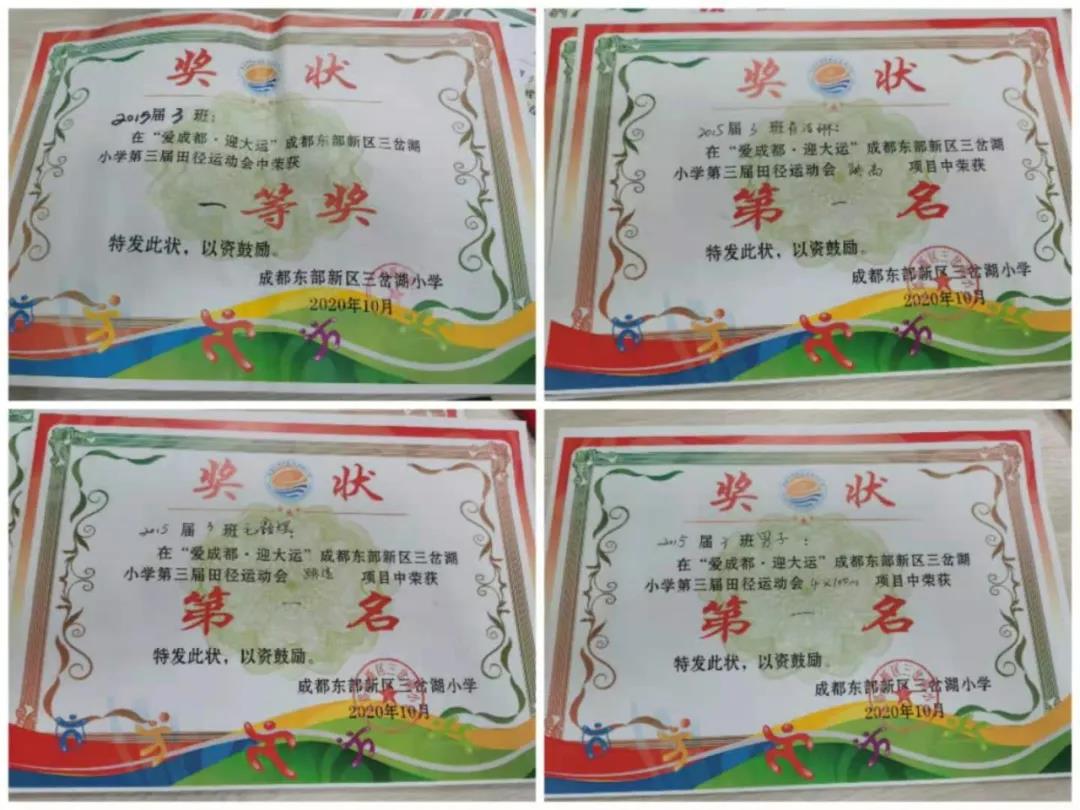 奖 状
2015届 3 班:
在“爱成都·迎大运”成都东部新区三岔湖
小学第三届田径运动会中荣获
一等奖
特发此状，以资鼓励。
成都东部新区三岔湖小学
2020年10月
奖 状
2015届 3 班
在“爱成都·迎大运”成都东部新区三岔湖
小学第三届田径运动会 跳高 项目中荣获
第 一 名
特发此状，以资鼓励。
成都东部新区三岔湖小学
2020年10月
奖 状
2015 届 3 班
在“爱成都·迎大运”成都东部新区三岔湖
小学第三届田径运动会 跳远 项目中荣获
第 一 名
特发此状，以资鼓励。
成都东部新区三岔湖小学
2020年10月
奖 状
2015 届 3 班 男子 :
在“爱成都·迎大运”成都东部新区三岔湖
小学第三届田径运动会 4×100m 项目中荣获
第 一 名
特发此状，以资鼓励。
成都东部新区三岔湖小学
2020年10月